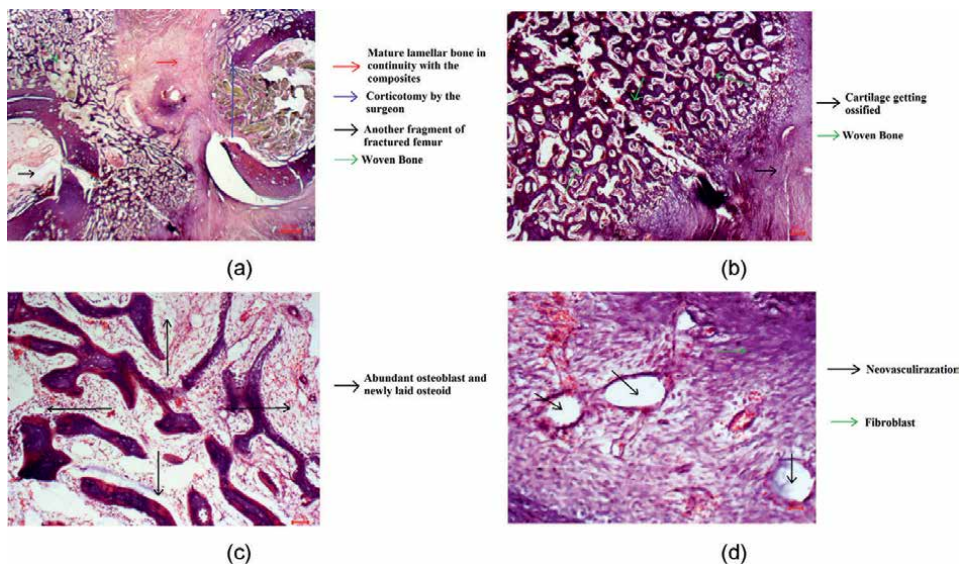 Mature lamellar bone in
continuity with the
composites
Corticotomy by the
surgeon
Another fragment of
fractured femur
Woven Bone
(a)
Cartilage getting
ossified
Woven Bone
(b)
Abundant osteoblast and
newly laid osteoid
(c)
Neovasculirazation
Fibroblast
(d)